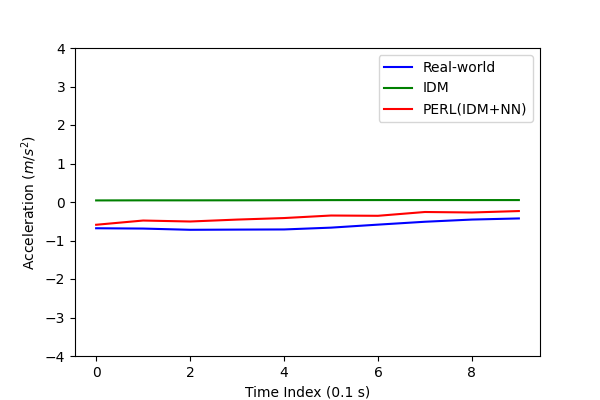 Real-world
IDM
PERL(IDM+NN)
4
3
2
1
0
−1
−2
−3
−4
Acceleration (m/s²)
0 2 4 6 8
Time Index (0.1 s)